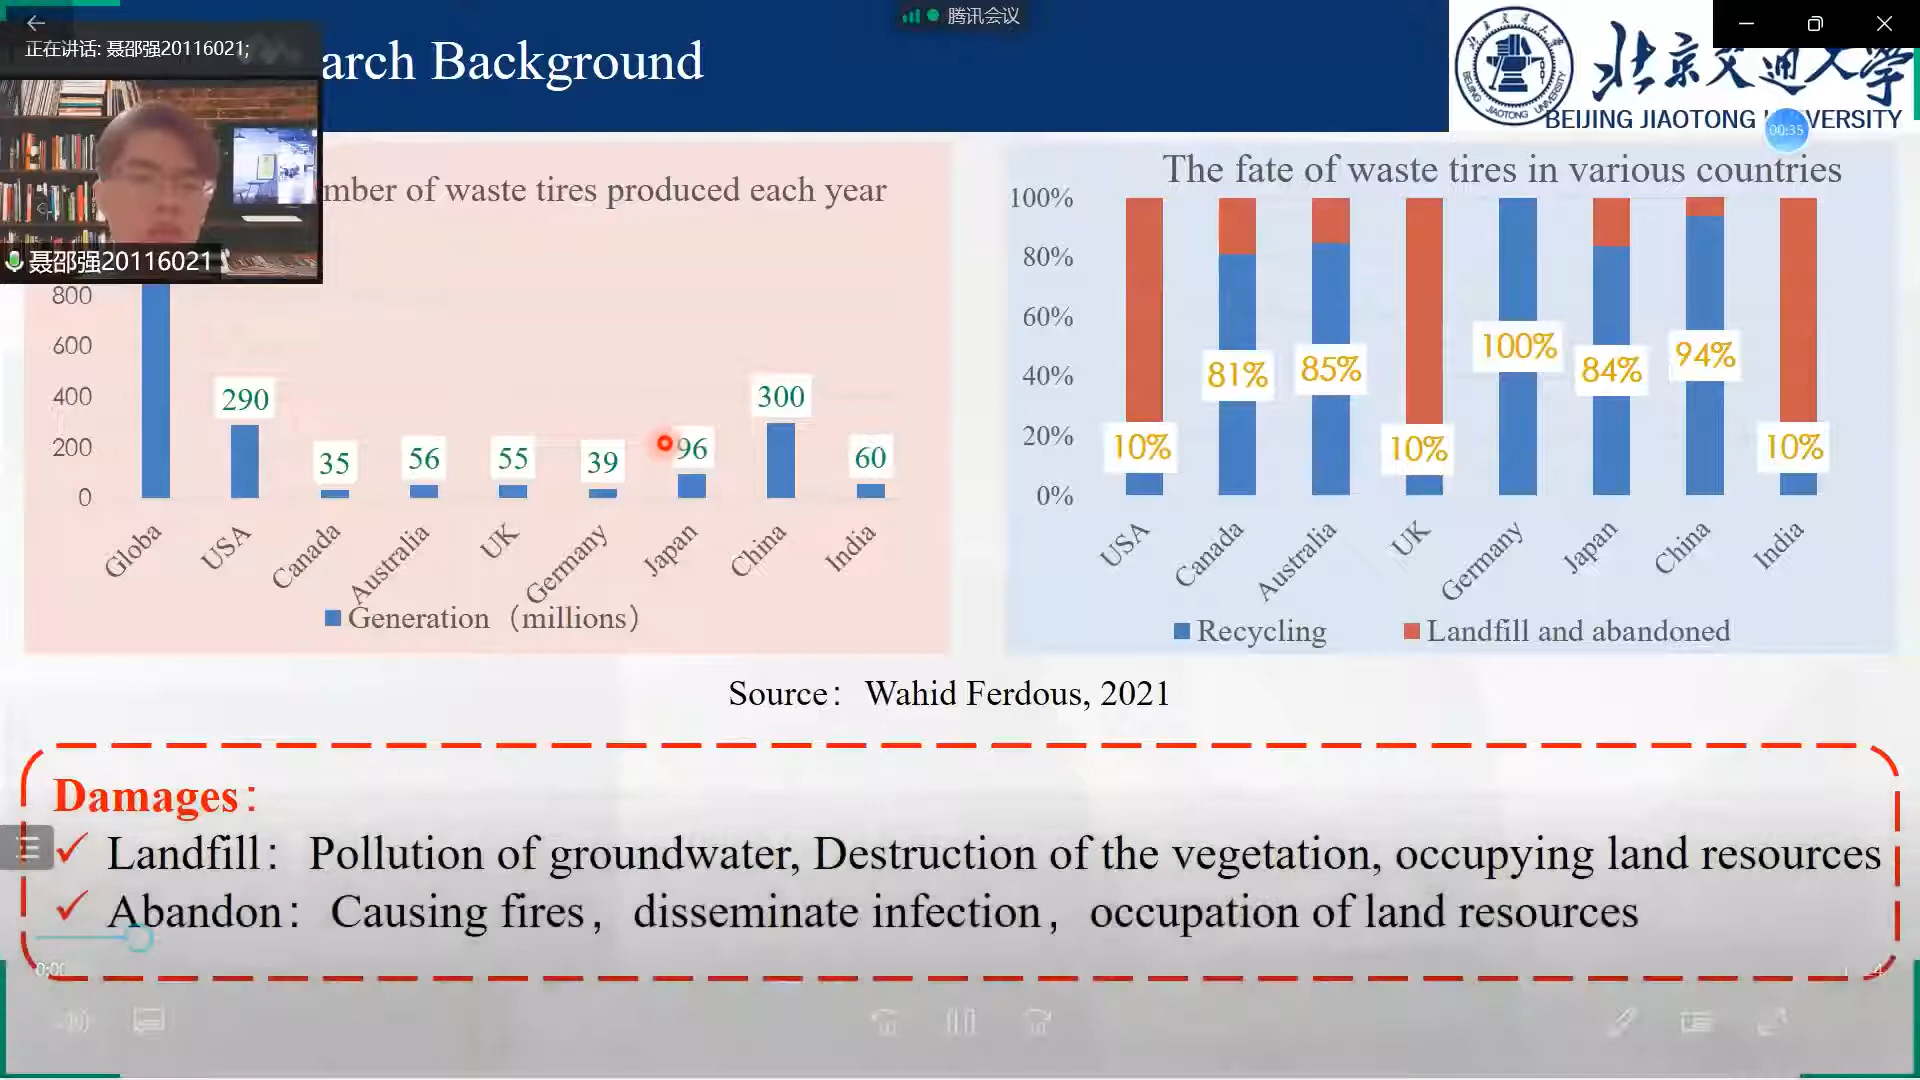 腾讯会议
正在讲话: 聂邵强20116021;
arch Background
北京交通大学
BEIJING JIAOTONG UNIVERSITY
BEIJING JIAOTONG
VERSITY
00:35
聂邵强20116021
mber of waste tires produced each year
800
600
400
200
0
290
35
56
55
39
96
300
60
Globa
USA
Canada
Australia
UK
Germany
Japan
China
India
Generation（millions）
The fate of waste tires in various countries
100%
80%
60%
40%
20%
0%
10%
81%
85%
10%
100%
84%
94%
10%
USA
Canada
Australia
UK
Germany
Japan
China
India
Recycling
Landfill and abandoned
Source： Wahid Ferdous, 2021
Damages：
✓ Landfill： Pollution of groundwater, Destruction of the vegetation, occupying land resources
✓ Abandon： Causing fires，disseminate infection，occupation of land resources